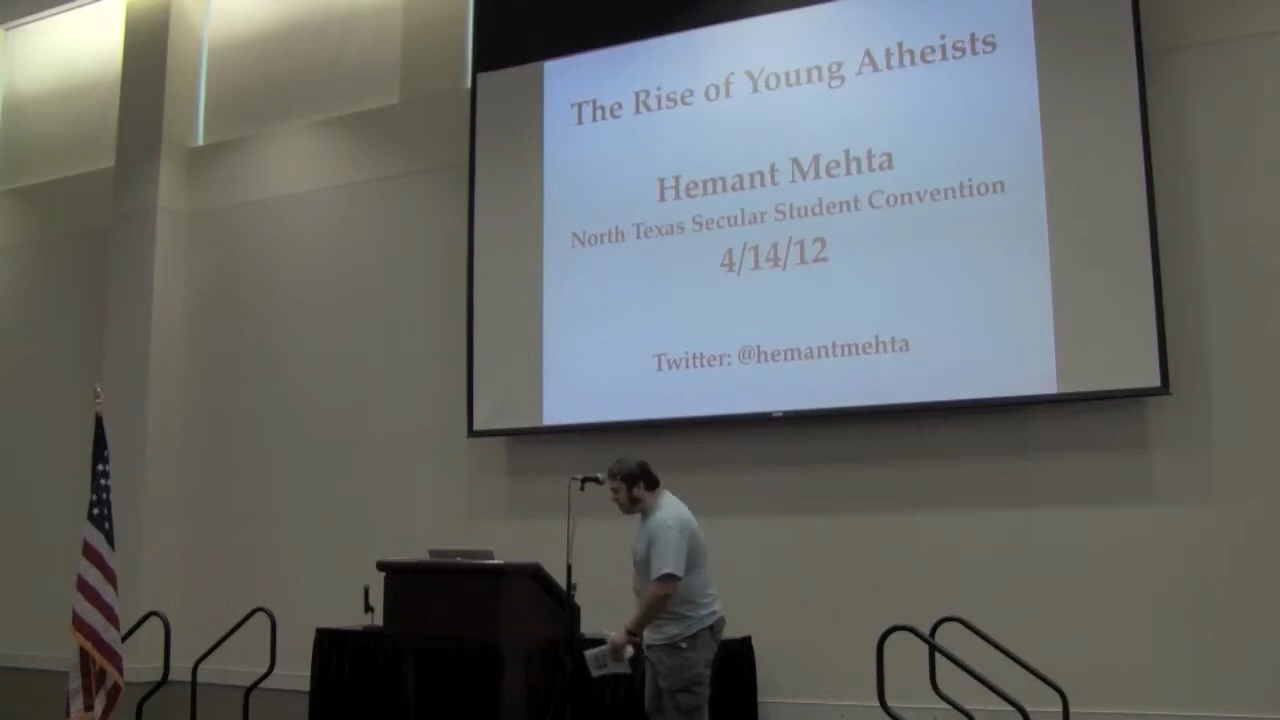 The Rise of Young Atheists
Hemant Mehta
North Texas Secular Student Convention
4/14/12
Twitter: @hemantmehta